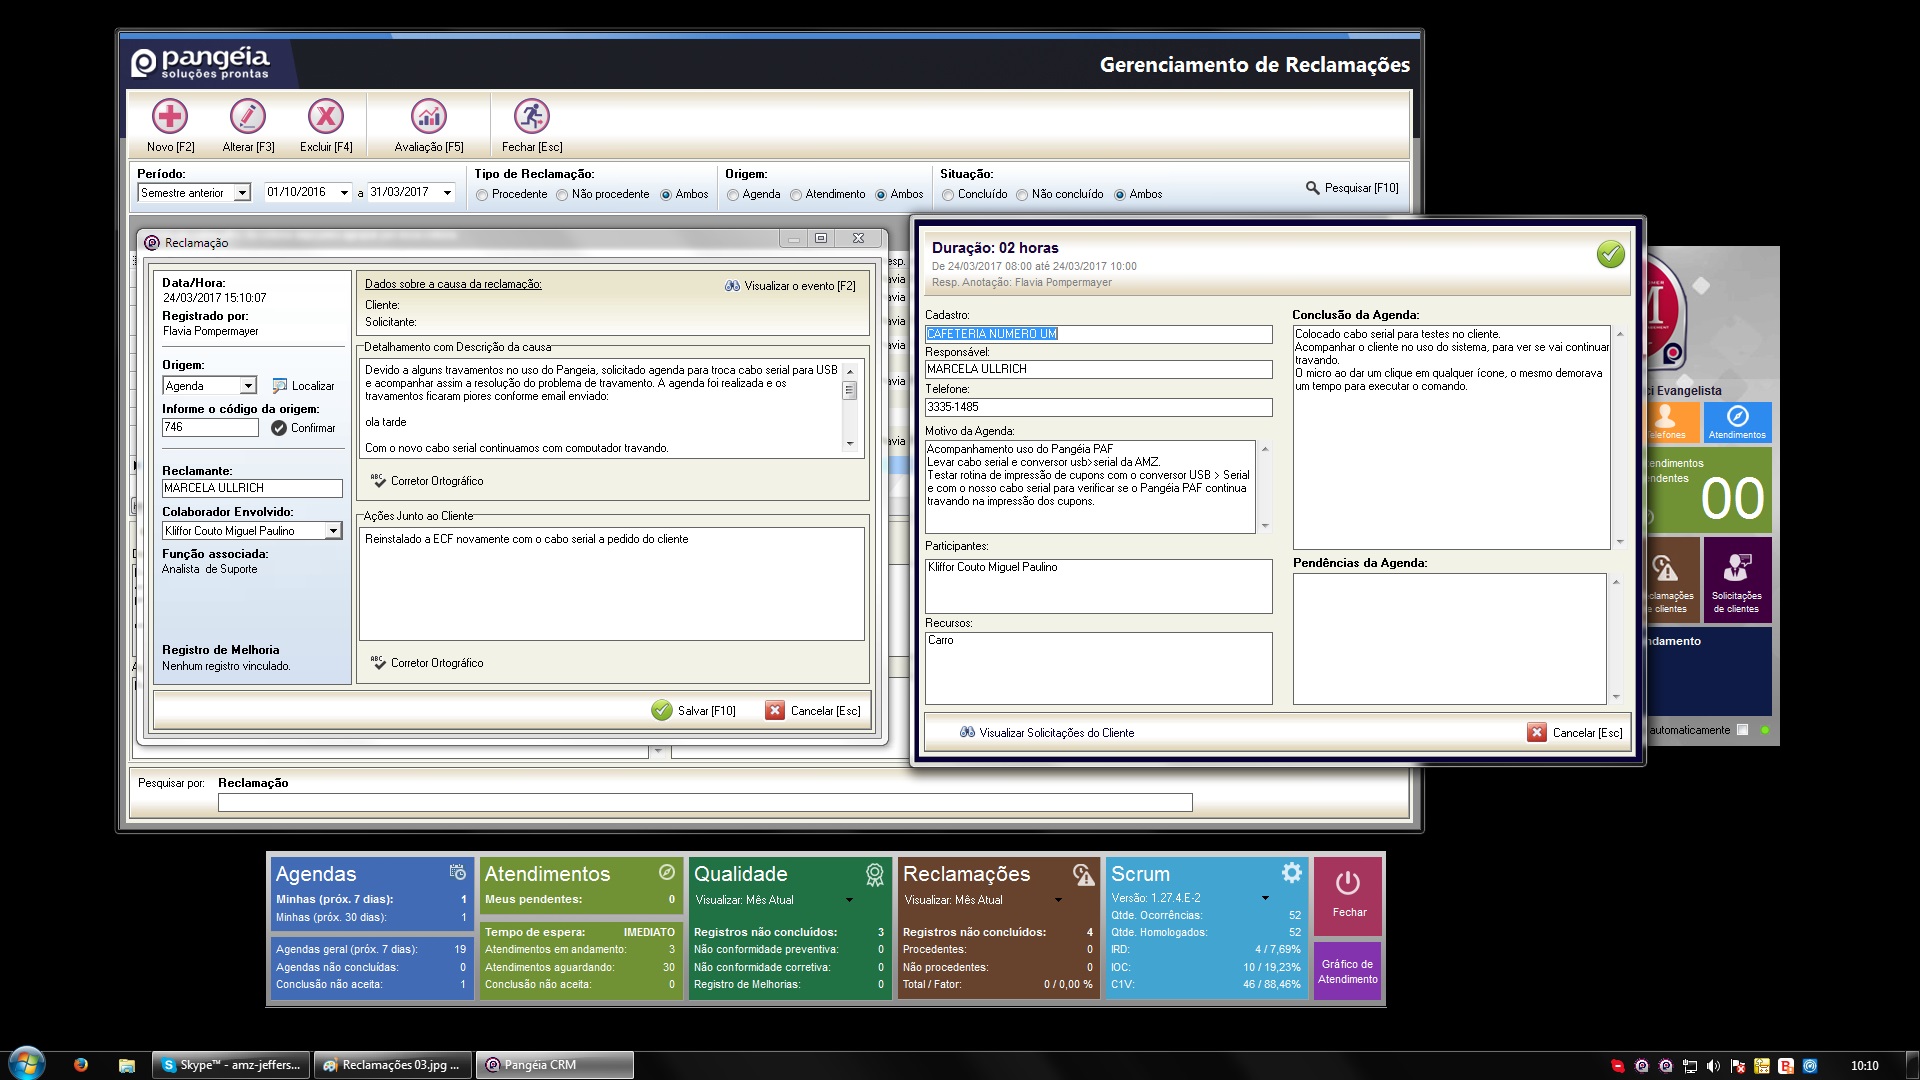 pangéia
soluções prontas
Gerenciamento de Reclamações
Novo [F2]
Alterar [F3]
Excluir [F4]
Avaliação [F5]
Fechar [Esc]
Período:
Semestre anterior
01/10/2016
a
31/03/2017
Tipo de Reclamação:
Procedente
Não procedente
Ambos
Origem:
Agenda
Atendimento
Ambos
Situação:
Concluído
Não concluído
Ambos
Pesquisar [F10]
Reclamação
Data/Hora:
24/03/2017 15:10:07
Registrado por:
Flavia Pompermayer
Origem:
Agenda
Localizar
Informe o código da origem:
746
Confirmar
Reclamante:
MARCELA ULLRICH
Colaborador Envolvido:
Kliffor Couto Miguel Paulino
Função associada:
Analista de Suporte
Registro de Melhoria
Nenhum registro vinculado.
Dados sobre a causa da reclamação:
Visualizar o evento [F2]
Cliente:
Solicitante:
Detalhamento com Descrição da causa
Devido a alguns travamentos no uso do Pangeia, solicitado agenda para troca cabo serial para USB
e acompanhar assim a resolução do problema de travamento. A agenda foi realizada e os
travamentos ficaram piores conforme email enviado:
ola tarde
Com o novo cabo serial continuamos com computador travando.
Corretor Ortográfico
Ações Junto ao Cliente
Reinstalado a ECF novamente com o cabo serial a pedido do cliente
Corretor Ortográfico
Salvar [F10]
Cancelar [Esc]
esp.
avia
avia
avia
avia
avia
Duração: 02 horas
De 24/03/2017 08:00 até 24/03/2017 10:00
Resp. Anotação: Flavia Pompermayer
Cadastro:
CAFETERIA NUMERO UM
Responsável:
MARCELA ULLRICH
Telefone:
3335-1485
Motivo da Agenda:
Acompanhamento uso do Pangéia PAF
Levar cabo serial e conversor usb>serial da AMZ.
Testar rotina de impressão de cupons com o conversor USB > Serial
e com o nosso cabo serial para verificar se o Pangéia PAF continua
travando na impressão dos cupons.
Participantes:
Kliffor Couto Miguel Paulino
Recursos:
Carro
Conclusão da Agenda:
Colocado cabo serial para testes no cliente.
Acompanhar o cliente no uso do sistema, para ver se vai continuar
travando.
O micro ao dar um clique em qualquer ícone, o mesmo demorava
um tempo para executar o comando.
Pendências da Agenda:
Visualizar Solicitações do Cliente
Cancelar [Esc]
ci Evangelista
elefones
Atendimentos
endimentos
ndentes
00
clamações
e clientes
Solicitações
de clientes
ndamento
automaticamente
Pesquisar por:
Reclamação
Agendas
Minhas (próx. 7 dias): 1
Minhas (próx. 30 dias): 1
Agendas geral (próx. 7 dias): 19
Agendas não concluídas: 0
Conclusão não aceita: 1
Atendimentos
Meus pendentes: 0
Tempo de espera: IMEDIATO
Atendimentos em andamento: 3
Atendimentos aguardando: 30
Conclusão não aceita: 0
Qualidade
Visualizar: Mês Atual
Registros não concluídos: 3
Não conformidade preventiva: 0
Não conformidade corretiva: 0
Registro de Melhorias: 0
Reclamações
Visualizar: Mês Atual
Registros não concluídos: 4
Procedentes: 0
Não procedentes: 0
Total / Fator: 0 / 0,00 %
Scrum
Versão: 1.27.4.E-2
Qtde. Ocorrências: 52
Qtde. Homologados: 52
IRD: 4 / 7,69%
IOC: 10 / 19,23%
C1V: 46 / 88,46%
Fechar
Gráfico de
Atendimento
Skype™ - amz-jeffers...
Reclamações 03.jpg ...
Pangéia CRM
10:10